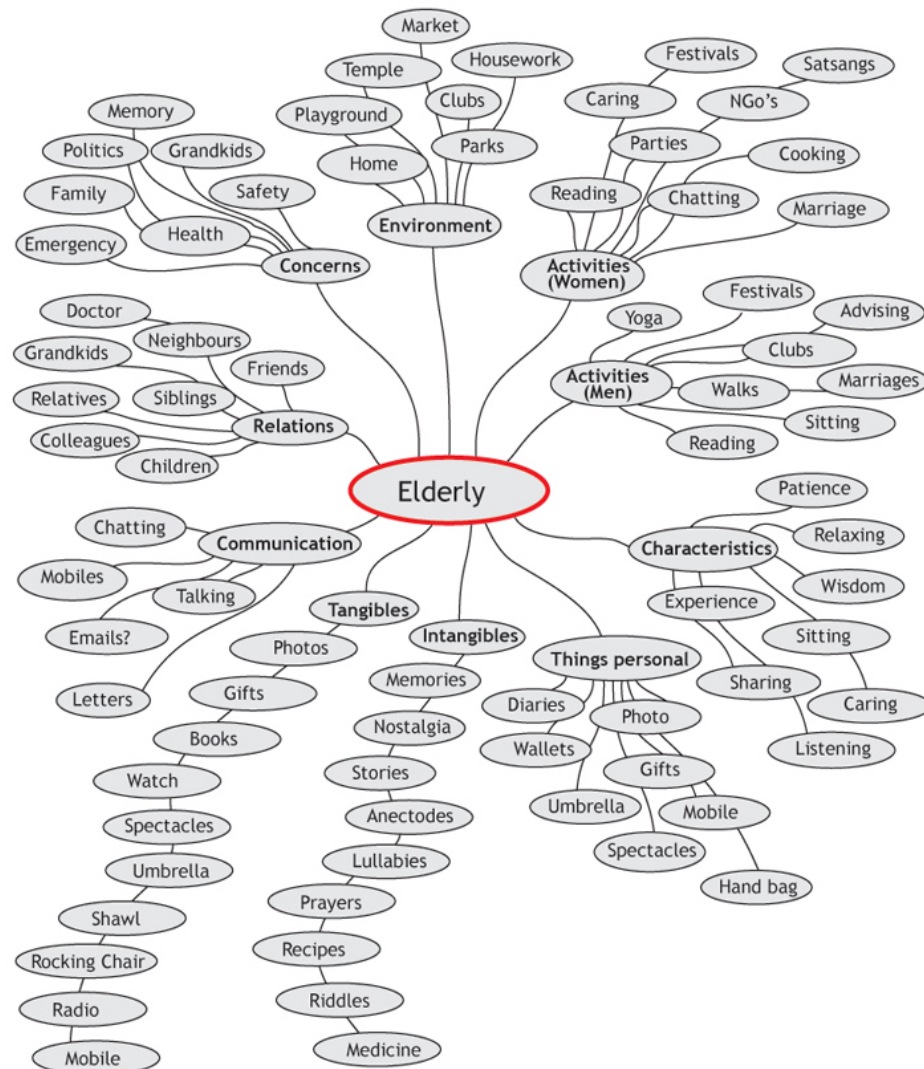 Market
Festivals
Housework
Satsangs
Temple
Caring
NGo's
Clubs
Memory
Playground
Parties
Parks
Cooking
Politics
Grandkids
Home
Reading
Chatting
Safety
Family
Marriage
Environment
Health
Emergency
Concerns
Activities
(Women)
Festivals
Doctor
Yoga
Advising
Neighbours
Grandkids
Clubs
Friends
Activities
(Men)
Marriages
Siblings
Walks
Relatives
Relations
Sitting
Colleagues
Reading
Children
Elderly
Patience
Chatting
Relaxing
Communication
Characteristics
Mobiles
Wisdom
Talking
Experience
Tangibles
Emails?
Intangibles
Sitting
Photos
Things personal
Memories
Sharing
Gifts
Letters
Diaries
Caring
Photo
Nostalgia
Books
Wallets
Listening
Stories
Gifts
Watch
Umbrella
Mobile
Anectodes
Spectacles
Spectacles
Lullabies
Umbrella
Hand bag
Prayers
Shawl
Recipes
Rocking Chair
Riddles
Radio
Medicine
Mobile